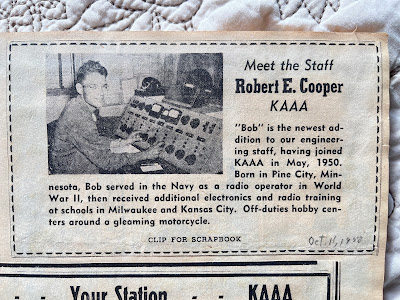 Meet the Staff
Robert E. Cooper
KAAA
"Bob" is the newest ad-
dition to our engineer-
ing staff, having joined
KAAA in May, 1950.
Born in Pine City, Min-
nesota, Bob served in the Navy as a radio operator in World
War II, then received additional electronics and radio training
at schools in Milwaukee and Kansas City. Off-duties hobby cen-
ters around a gleaming motorcycle.
CLIP FOR SCRAPBOOK
Oct. 11, 1950
Your Station
KAAA